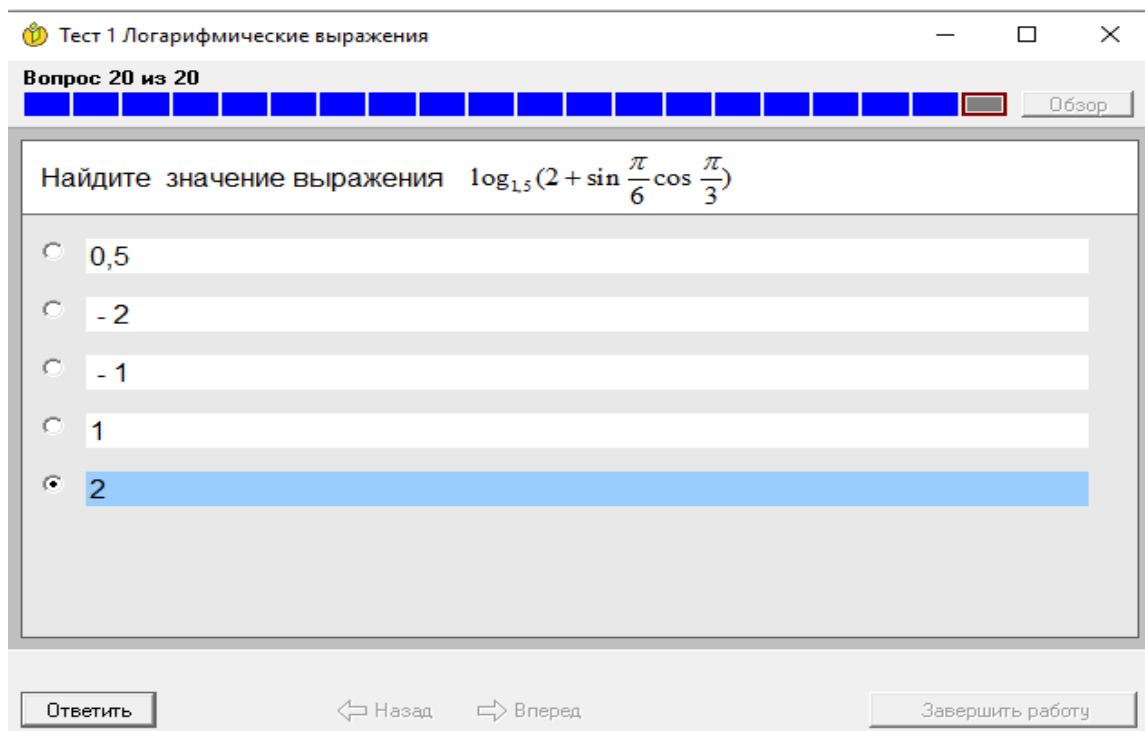 Тест 1 Логарифмические выражения
Вопрос 20 из 20
Обзор
Найдите значение выражения log₁,₅(2 + sin π/6 cos π/3)
0,5
- 2
- 1
1
2
Ответить Назад Вперед Завершить работу